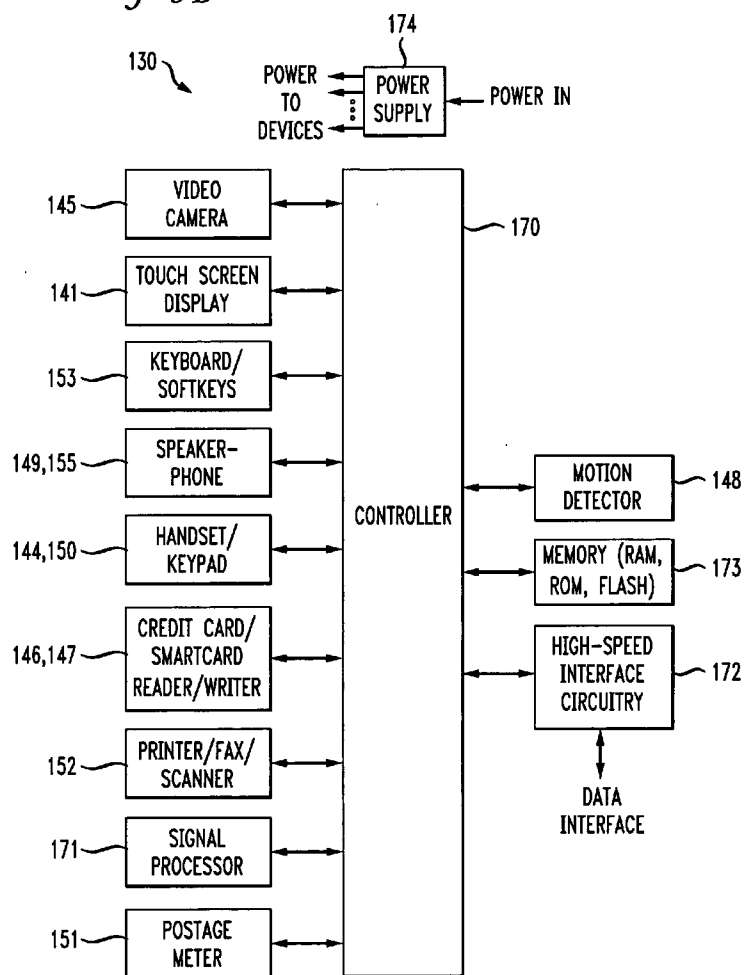 174
130
POWER
TO
DEVICES
POWER
SUPPLY
POWER IN
145
VIDEO
CAMERA
170
141
TOUCH SCREEN
DISPLAY
153
KEYBOARD/
SOFTKEYS
149,155
SPEAKER-
PHONE
144,150
HANDSET/
KEYPAD
146,147
CREDIT CARD/
SMARTCARD
READER/WRITER
152
PRINTER/FAX/
SCANNER
171
SIGNAL
PROCESSOR
151
POSTAGE
METER
CONTROLLER
MOTION
DETECTOR
148
MEMORY (RAM,
ROM, FLASH)
173
HIGH-SPEED
INTERFACE
CIRCUITRY
172
DATA
INTERFACE